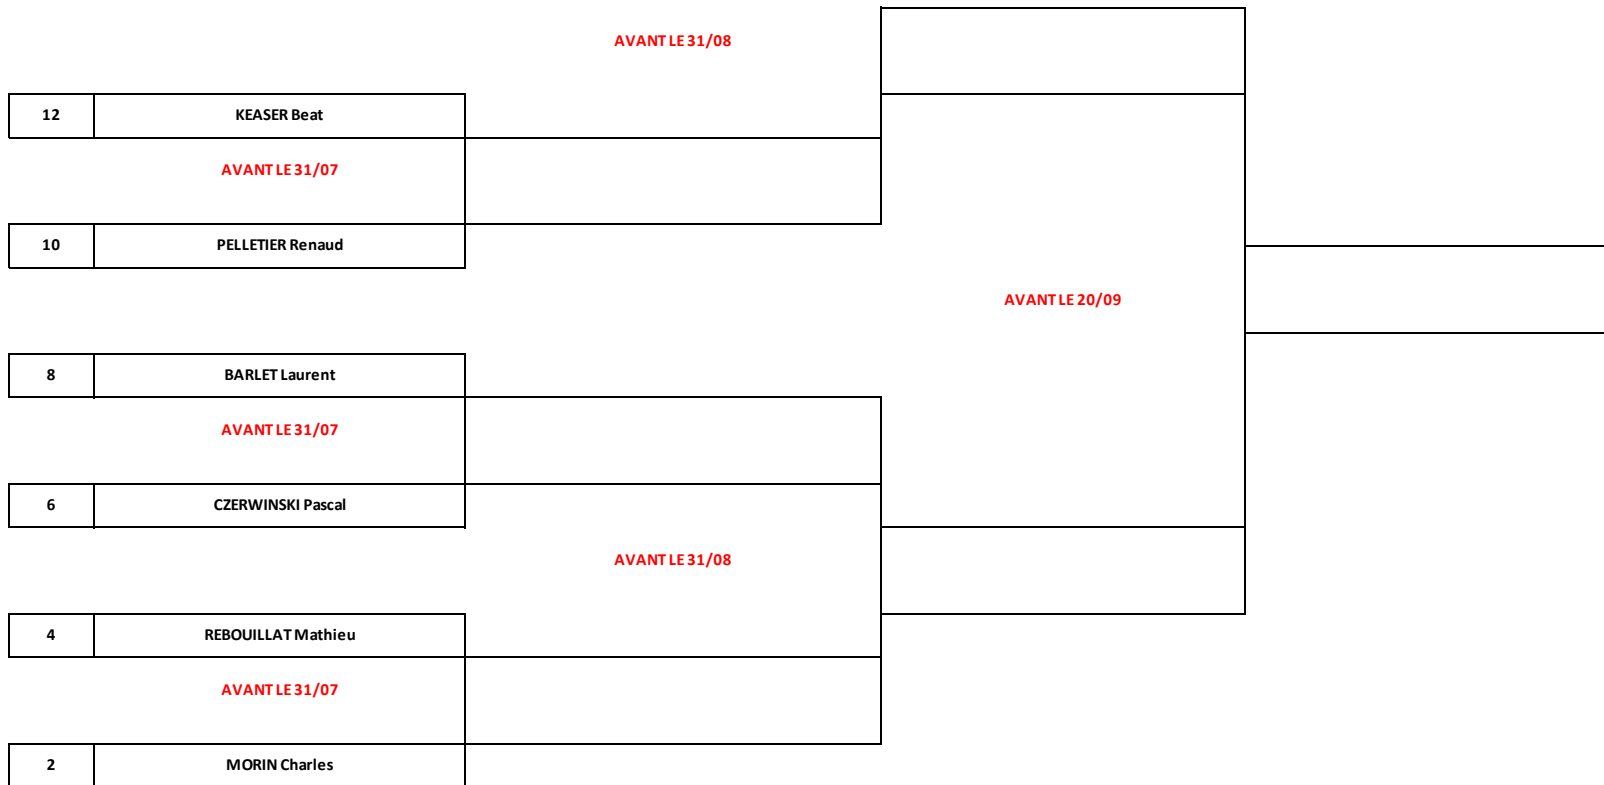 AVANT LE 31/08
12 KEASER Beat
AVANT LE 31/07
10 PELLETIER Renaud
AVANT LE 20/09
8 BARLET Laurent
AVANT LE 31/07
6 CZERWINSKI Pascal
AVANT LE 31/08
4 REBOUILLAT Mathieu
AVANT LE 31/07
2 MORIN Charles